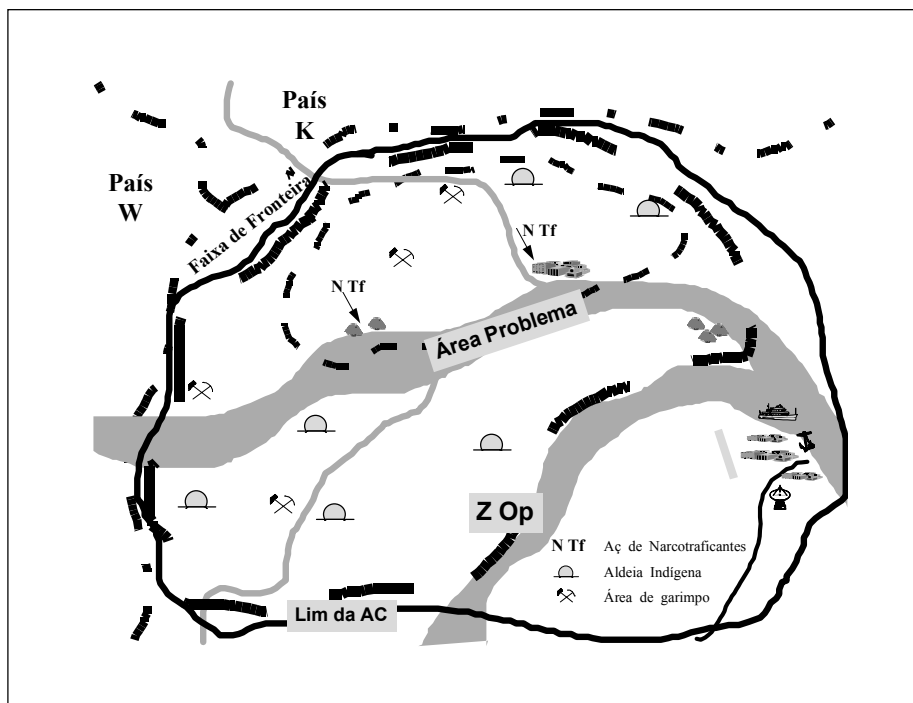 País
K
País
W
Faixa de Fronteira
N Tf
N Tf
Área Problema
Z Op
N Tf Aç de Narcotraficantes
Aldeia Indígena
Área de garimpo
Lim da AC